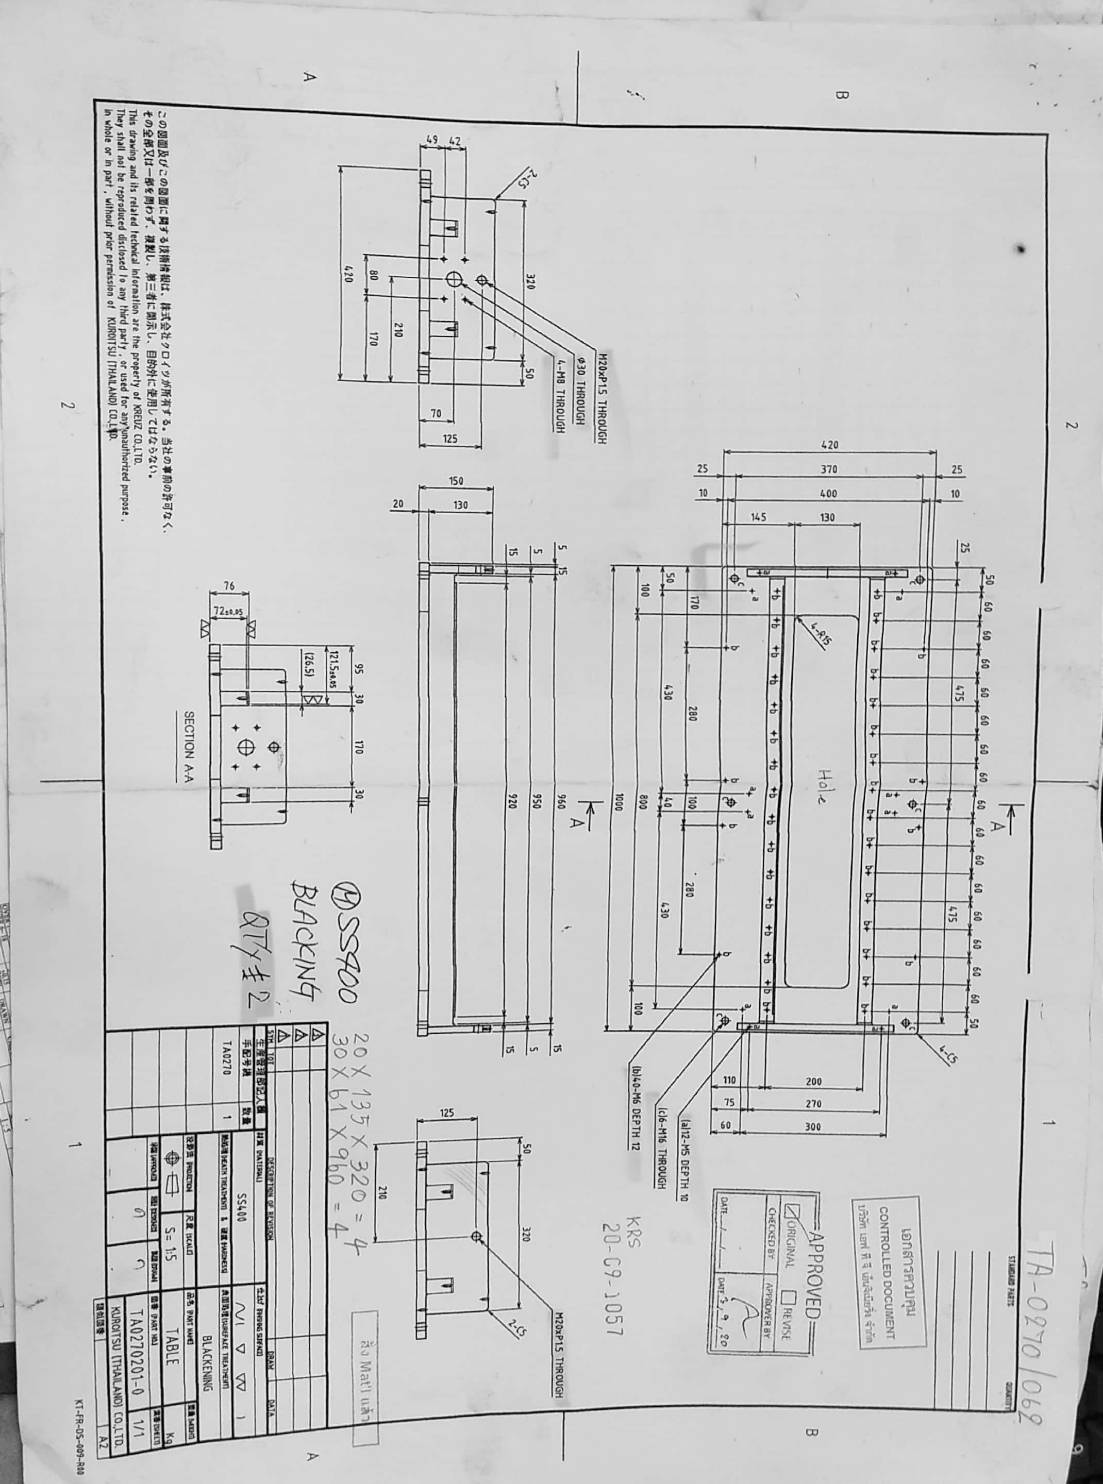 2
1
TA-0270/062
STANDARD PARTS
QUANTITY
A
50 60 60 60 60 60 60 60 60 60 60 60 60 60 60 60 50
25 475 475
4-C5
25 10
เอกสารควบคุม
CONTROLLED DOCUMENT
บริษัท เอฟ ที จี เอ็นจิเนียริ่ง จำกัด
B
420 370 400 130 145
4-R15
Hole
200 270 300
110 75 60
B
APPROVED
ORIGINAL
REVISE
CHECKED BY
APPROVER BY
DATE
DATE 3, 9, 20
25 10
170 280 100 280
50 430 40 430
100 800 100
1000
(a)12-M5 DEPTH 10
(c)6-M16 THROUGH
(b)40-M6 DEPTH 12
KRS
20-09-1057
A
M20xP1.5 THROUGH
φ30 THROUGH
4-M8 THROUGH
2-C5
320 50
42
49
125
70
210
80 170
420
5 15 960 15
5 950 5
15 920 15
150 130
20
M20xP1.5 THROUGH
50 320
2-C5
125
210
95 30 170 30
121.5±0.05
(26.5)
76
72±0.05
SECTION A-A
Ⓜ SS400
BLACKING
QTY ± 2
20 X 135 X 320 = 4
30 X 61 X 960 = 4
สั่ง Mat'l แล้ว
A
A
SYM. TOT DESCRIPTION OF REVISION DRAW DATA
生産管理部記入欄
手配号機 数量
TA0270 1
材質 (MATERIAL)
SS400
仕上げ (FINISHING SURFACE)
熱処理(HEATH TREATMENT) & 硬度 (HARDNESS)
表面処理(SUREFACE TREATMENT)
BLACKENING
投影法 (PROJECTION)
尺度 (SCALE)
S= 1:5
品名 (PART NAME)
TABLE
重量 (WEIGHT)
Kg
承認 (APPROVED)
設計 (DESIGNED)
製図 (DRAWN)
図番 (PART NO.)
TA0270201-0
葉番 (SHEET)
1/1
KUROITSU (THAILAND) CO.,LTD.
類似図番
A2
KT-FR-DS-009-R00
この図面及びこの図面に関する技術情報は、株式会社クロイツが所有する。当社の事前の許可なく、
その全部又は一部を問わず、複製し、第三者に開示し、目的外に使用してはならない。
This drawing and its related technical information are the property of KREUZ CO.,LTD.
They shall not be reproduced disclosed to any third party , or used for any unauthorized purpose ,
in whole or in part , without prior permission of KUROITSU (THAILAND) CO.,LTD.
2
1